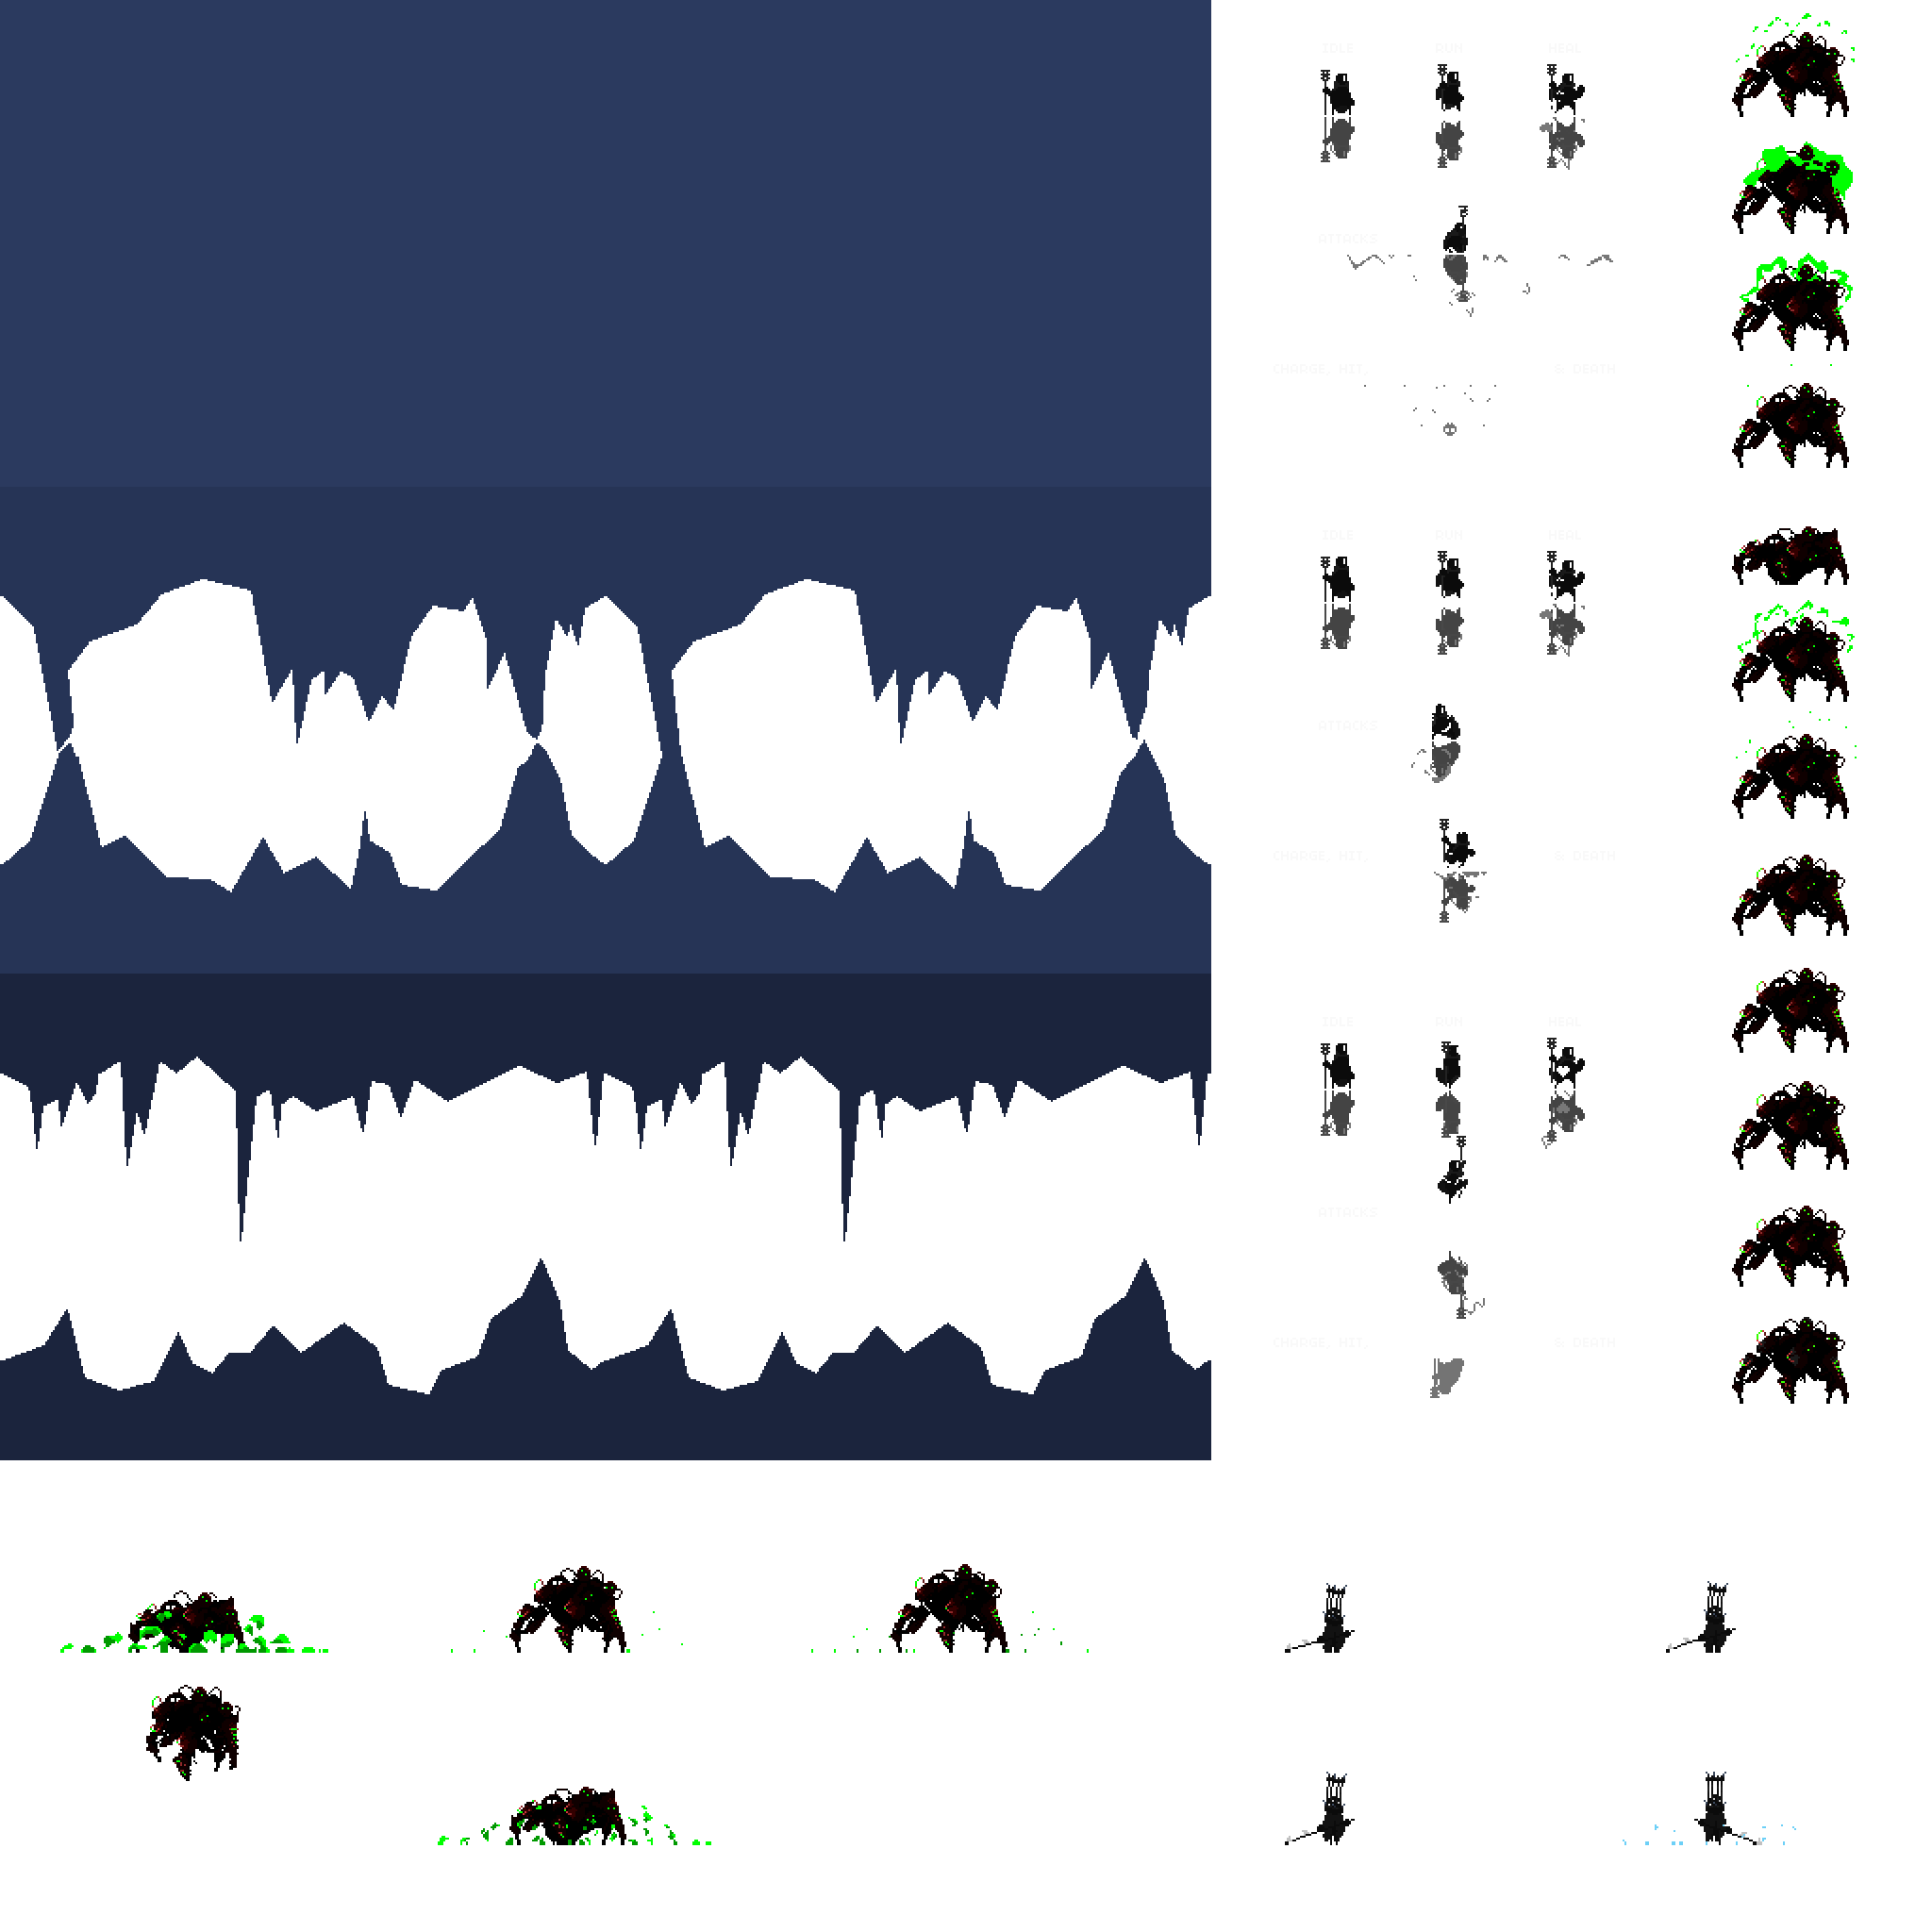 IDLE RUN HEAL
ATTACKS
CHARGE, HIT, & DEATH
IDLE RUN HEAL
ATTACKS
CHARGE, HIT, & DEATH
IDLE RUN HEAL
ATTACKS
CHARGE, HIT, & DEATH